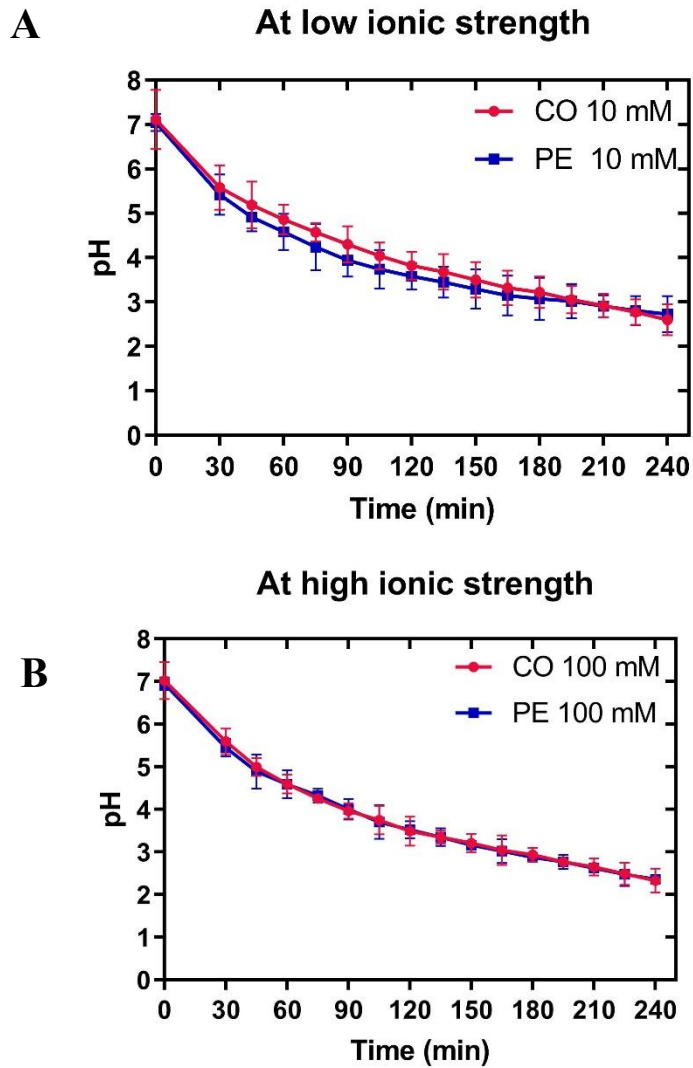 A
At low ionic strength
CO 10 mM
PE 10 mM
8
7
6
5
4
3
2
1
0
pH
0 30 60 90 120 150 180 210 240
Time (min)
At high ionic strength
B
CO 100 mM
PE 100 mM
8
7
6
5
4
3
2
1
0
pH
0 30 60 90 120 150 180 210 240
Time (min)